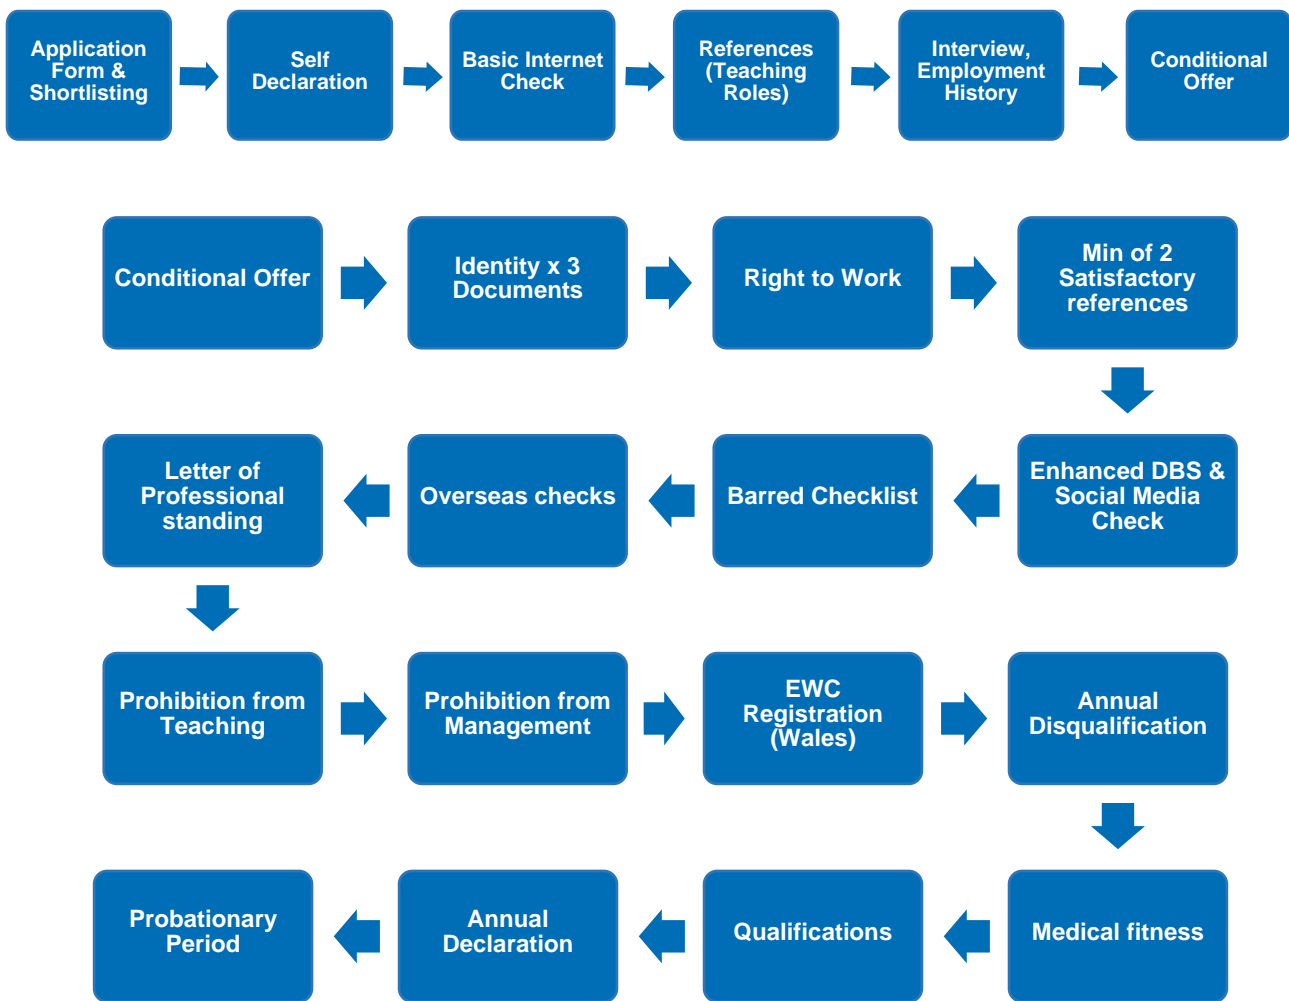 Application
Form &
Shortlisting
Self
Declaration
Basic Internet
Check
References
(Teaching
Roles)
Interview,
Employment
History
Conditional
Offer
Conditional Offer
Identity x 3
Documents
Right to Work
Min of 2
Satisfactory
references
Enhanced DBS &
Social Media
Check
Barred Checklist
Overseas checks
Letter of
Professional
standing
Prohibition from
Teaching
Prohibition from
Management
EWC
Registration
(Wales)
Annual
Disqualification
Medical fitness
Qualifications
Annual
Declaration
Probationary
Period